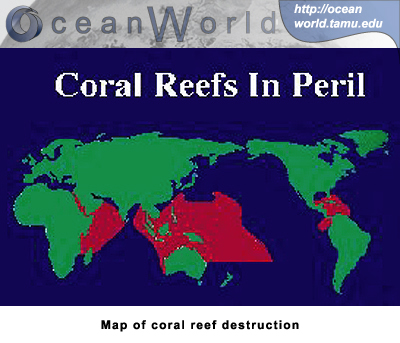 OceanWorld
http://ocean
world.tamu.edu
Coral Reefs In Peril
Map of coral reef destruction